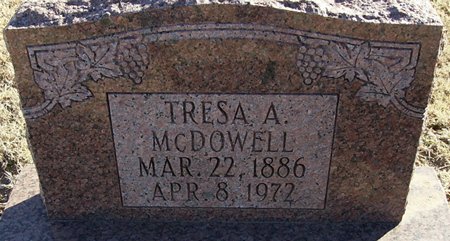 TRESA A.
MCDOWELL
MAR. 22, 1886
APR. 8, 1972